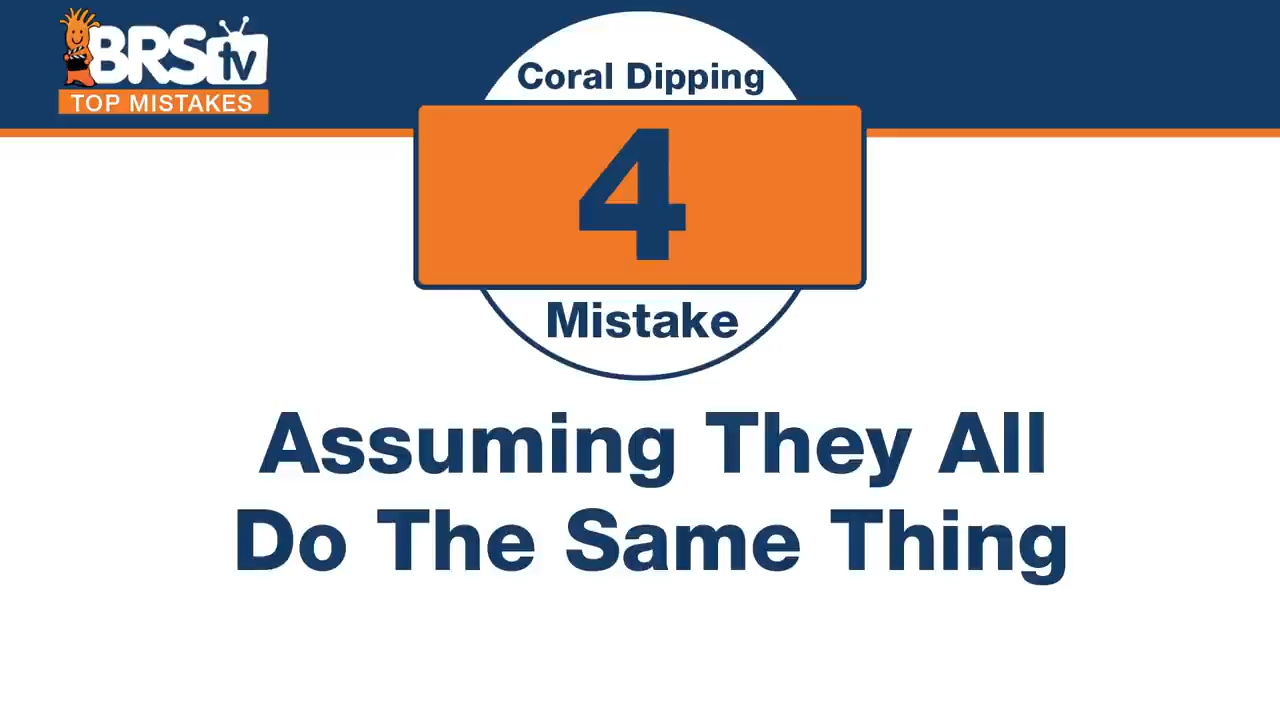 BRStv
TOP MISTAKES
Coral Dipping
4
Mistake
Assuming They All
Do The Same Thing